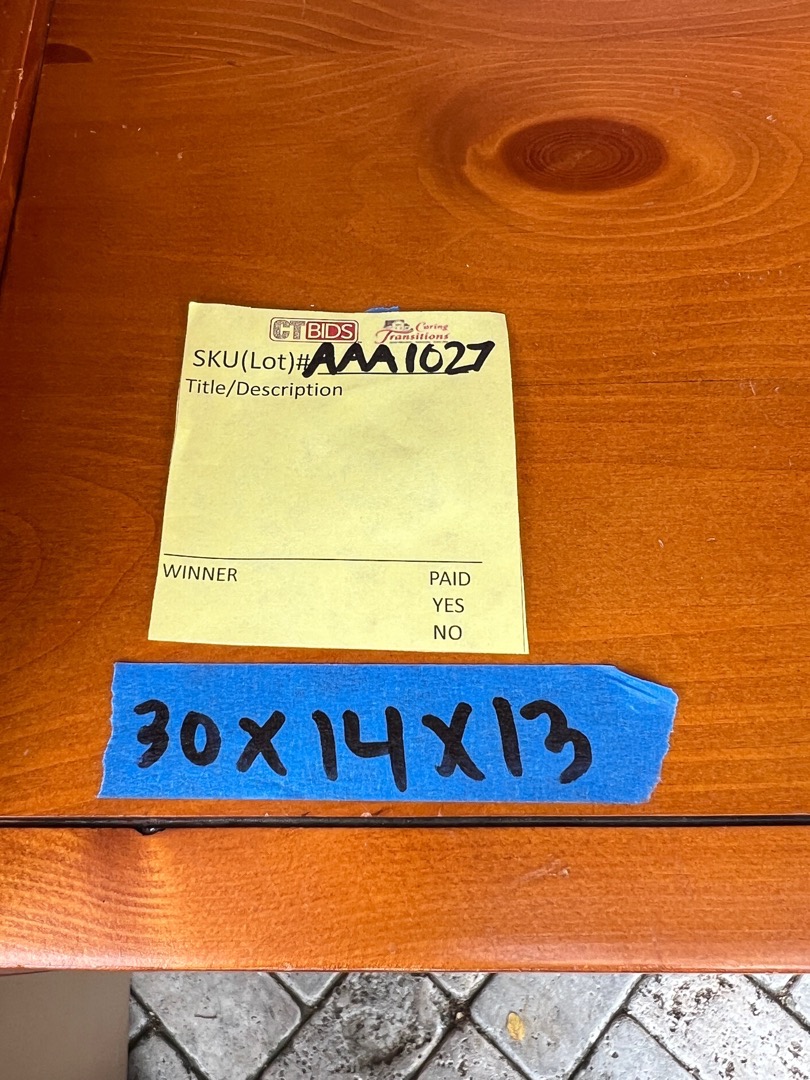 CTBIDS Caring Transitions
SKU(Lot)#AAA1027
Title/Description
WINNER PAID
YES
NO
30x14x13